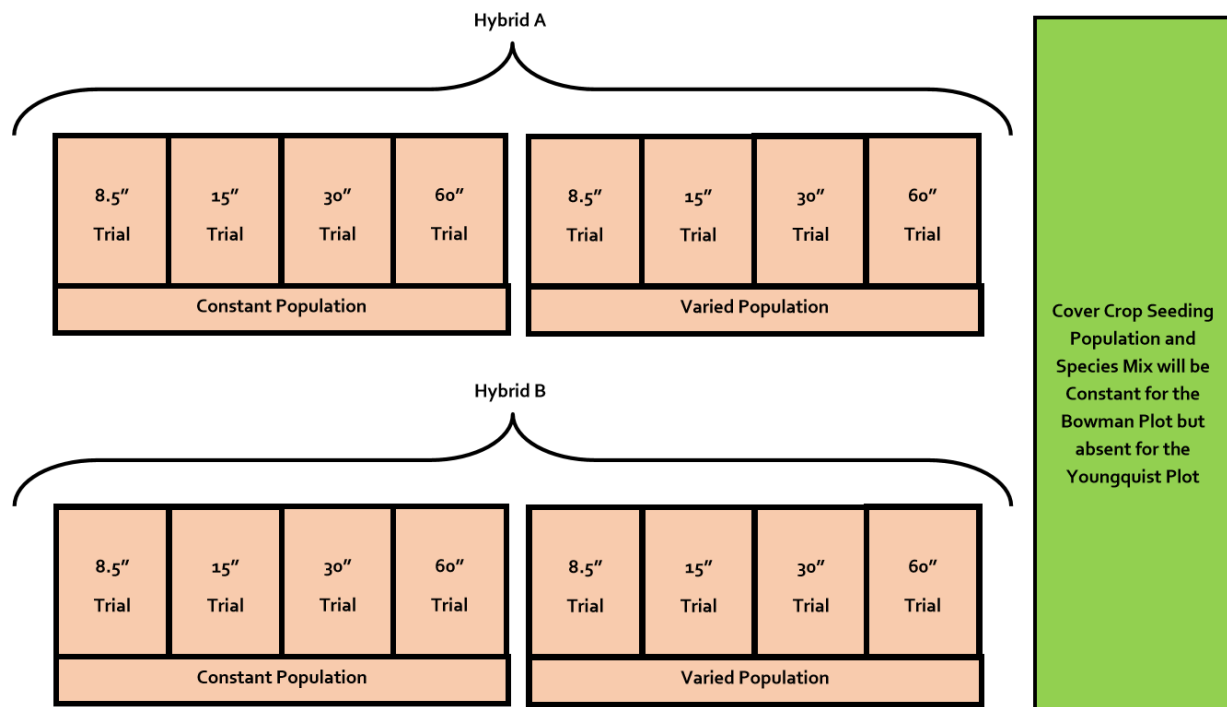 Hybrid A
8.5” 15” 30” 60” 8.5” 15” 30” 60”
Trial Trial Trial Trial Trial Trial Trial Trial
Constant Population Varied Population
Hybrid B
8.5” 15” 30” 60” 8.5” 15” 30” 60”
Trial Trial Trial Trial Trial Trial Trial Trial
Constant Population Varied Population
Cover Crop Seeding
Population and
Species Mix will be
Constant for the
Bowman Plot but
absent for the
Youngquist Plot